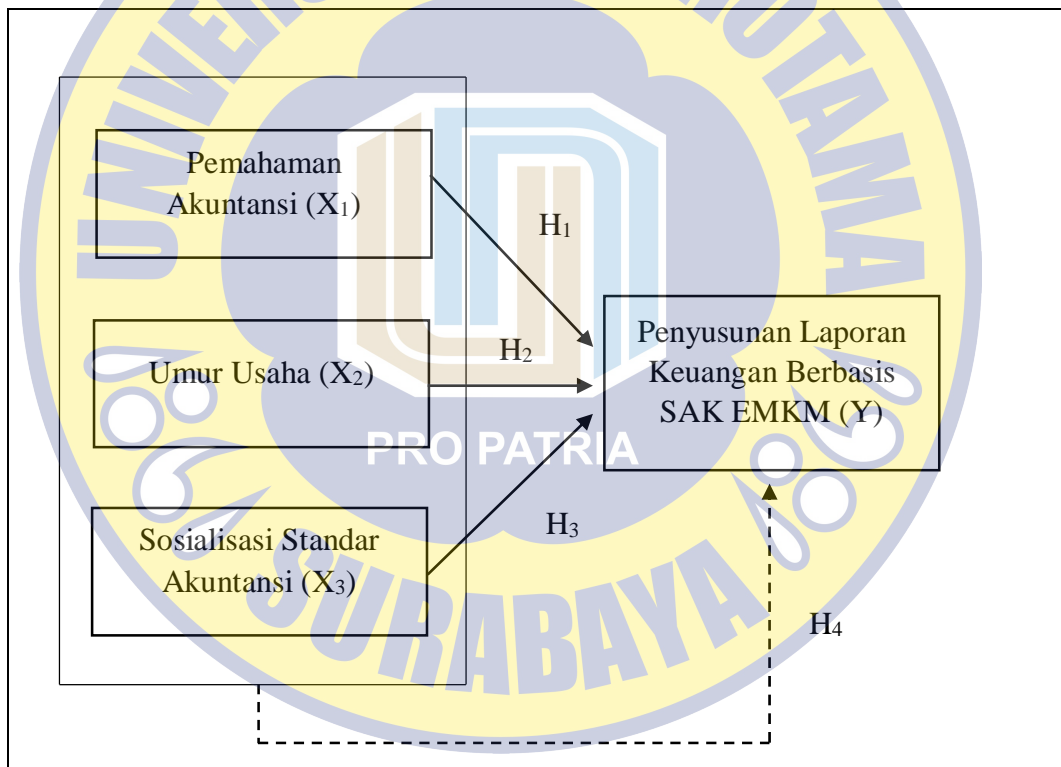 Pemahaman
Akuntansi (X₁)
H₁
Penyusunan Laporan
Keuangan Berbasis
SAK EMKM (Y)
H₂
Umur Usaha (X₂)
PRO PATRIA
H₃
Sosialisasi Standar
Akuntansi (X₃)
SURABAYA
H₄